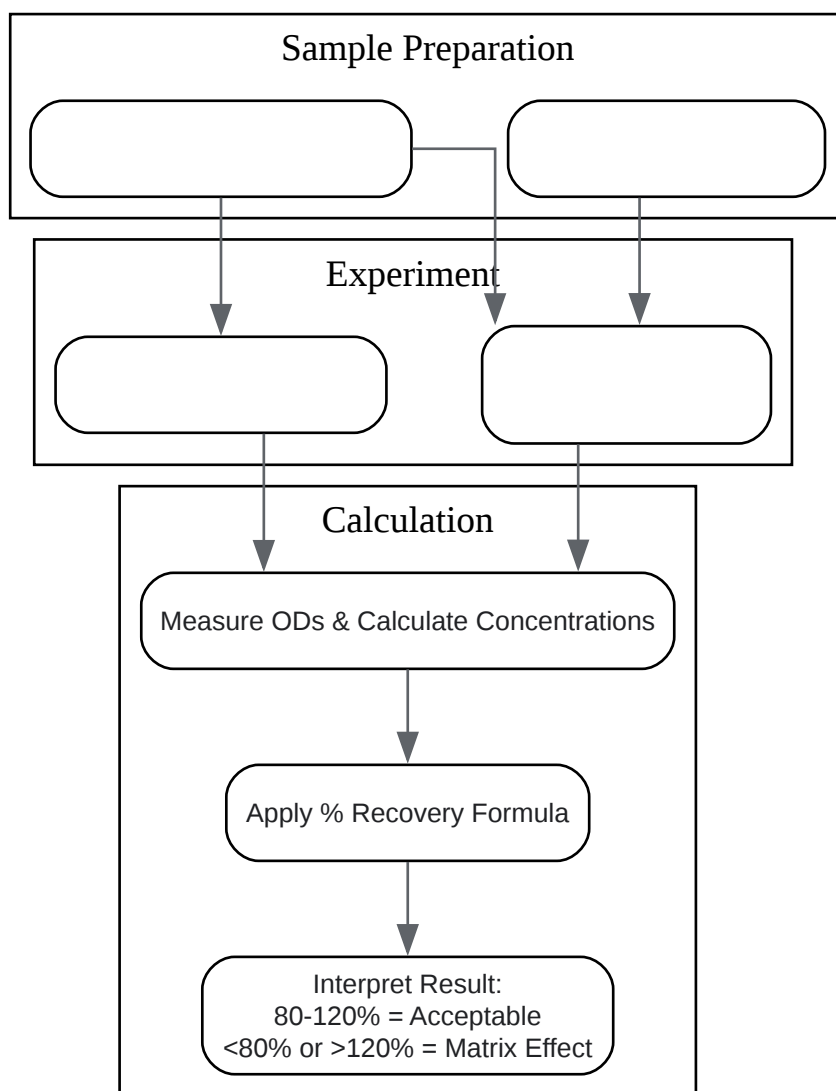 Sample Preparation
Experiment
Calculation
Measure ODs & Calculate Concentrations
Apply % Recovery Formula
Interpret Result:
80-120% = Acceptable
<80% or >120% = Matrix Effect